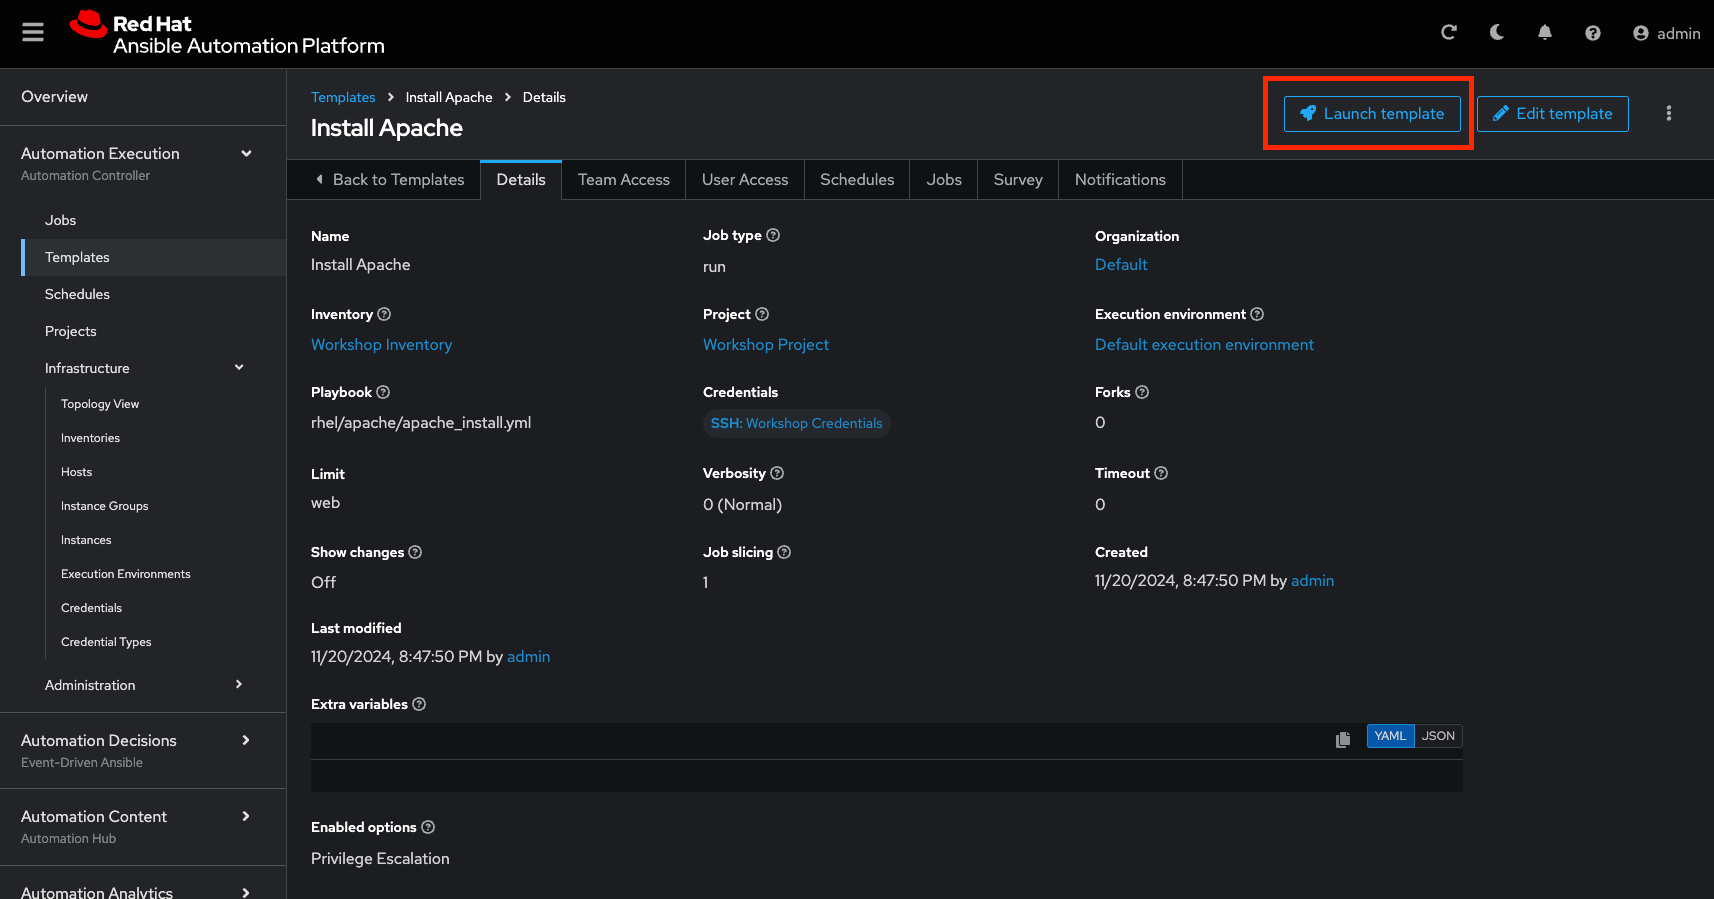 Red Hat
Ansible Automation Platform
admin
Overview
Automation Execution
Automation Controller
Jobs
Templates
Schedules
Projects
Infrastructure
Topology View
Inventories
Hosts
Instance Groups
Instances
Execution Environments
Credentials
Credential Types
Administration
Automation Decisions
Event-Driven Ansible
Automation Content
Automation Hub
Automation Analytics
Templates > Install Apache > Details
Install Apache
Launch template
Edit template
Back to Templates
Details
Team Access
User Access
Schedules
Jobs
Survey
Notifications
Name
Install Apache
Job type
run
Organization
Default
Inventory
Workshop Inventory
Project
Workshop Project
Execution environment
Default execution environment
Playbook
rhel/apache/apache_install.yml
Credentials
SSH: Workshop Credentials
Forks
0
Limit
web
Verbosity
0 (Normal)
Timeout
0
Show changes
Off
Job slicing
1
Created
11/20/2024, 8:47:50 PM by admin
Last modified
11/20/2024, 8:47:50 PM by admin
Extra variables
YAML
JSON
Enabled options
Privilege Escalation